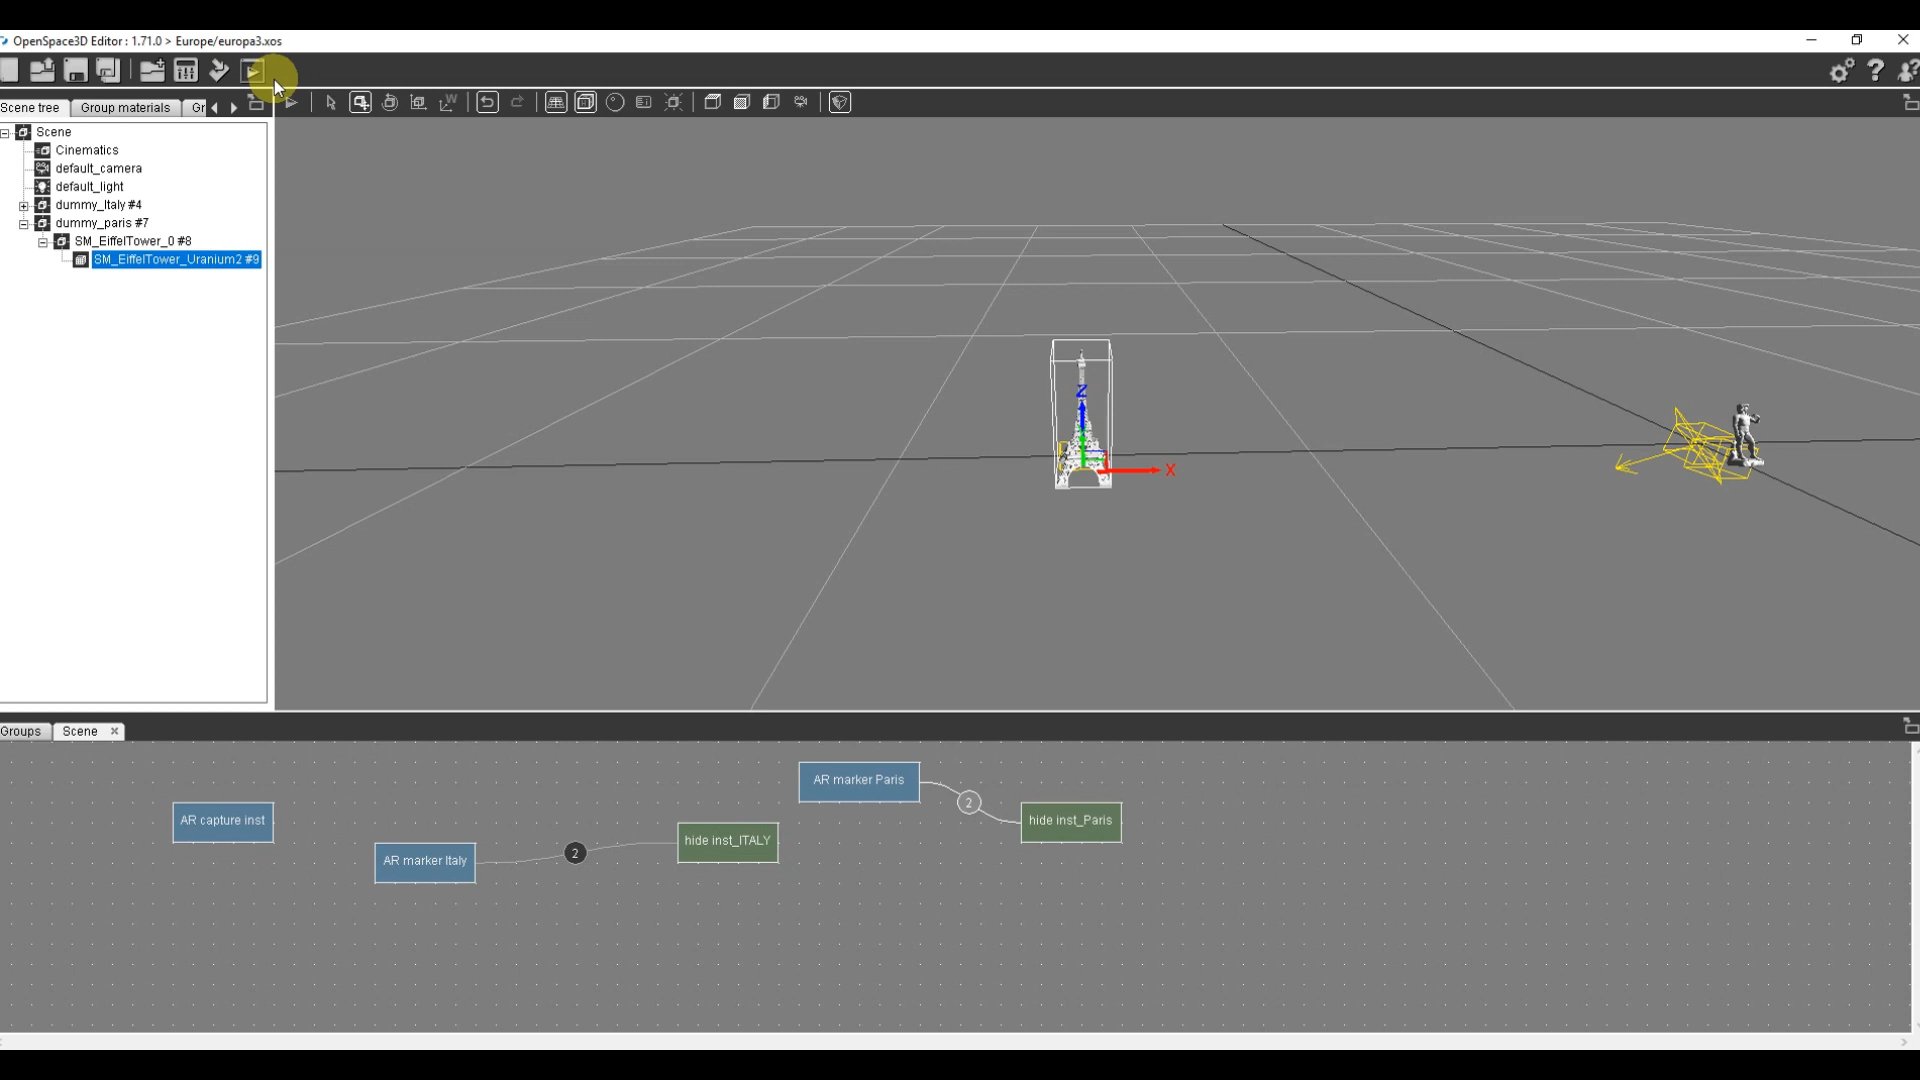 OpenSpace3D Editor : 1.71.0 > Europe/europa3.xos
Scene tree
Group materials
Gr
Scene
Cinematics
default_camera
default_light
dummy_Italy #4
dummy_paris #7
SM_EiffelTower_0 #8
SM_EiffelTower_Uranium2 #9
W
Z
X
Groups
Scene
AR marker Paris
2
AR capture inst
hide inst_Paris
hide inst_ITALY
AR marker Italy
2